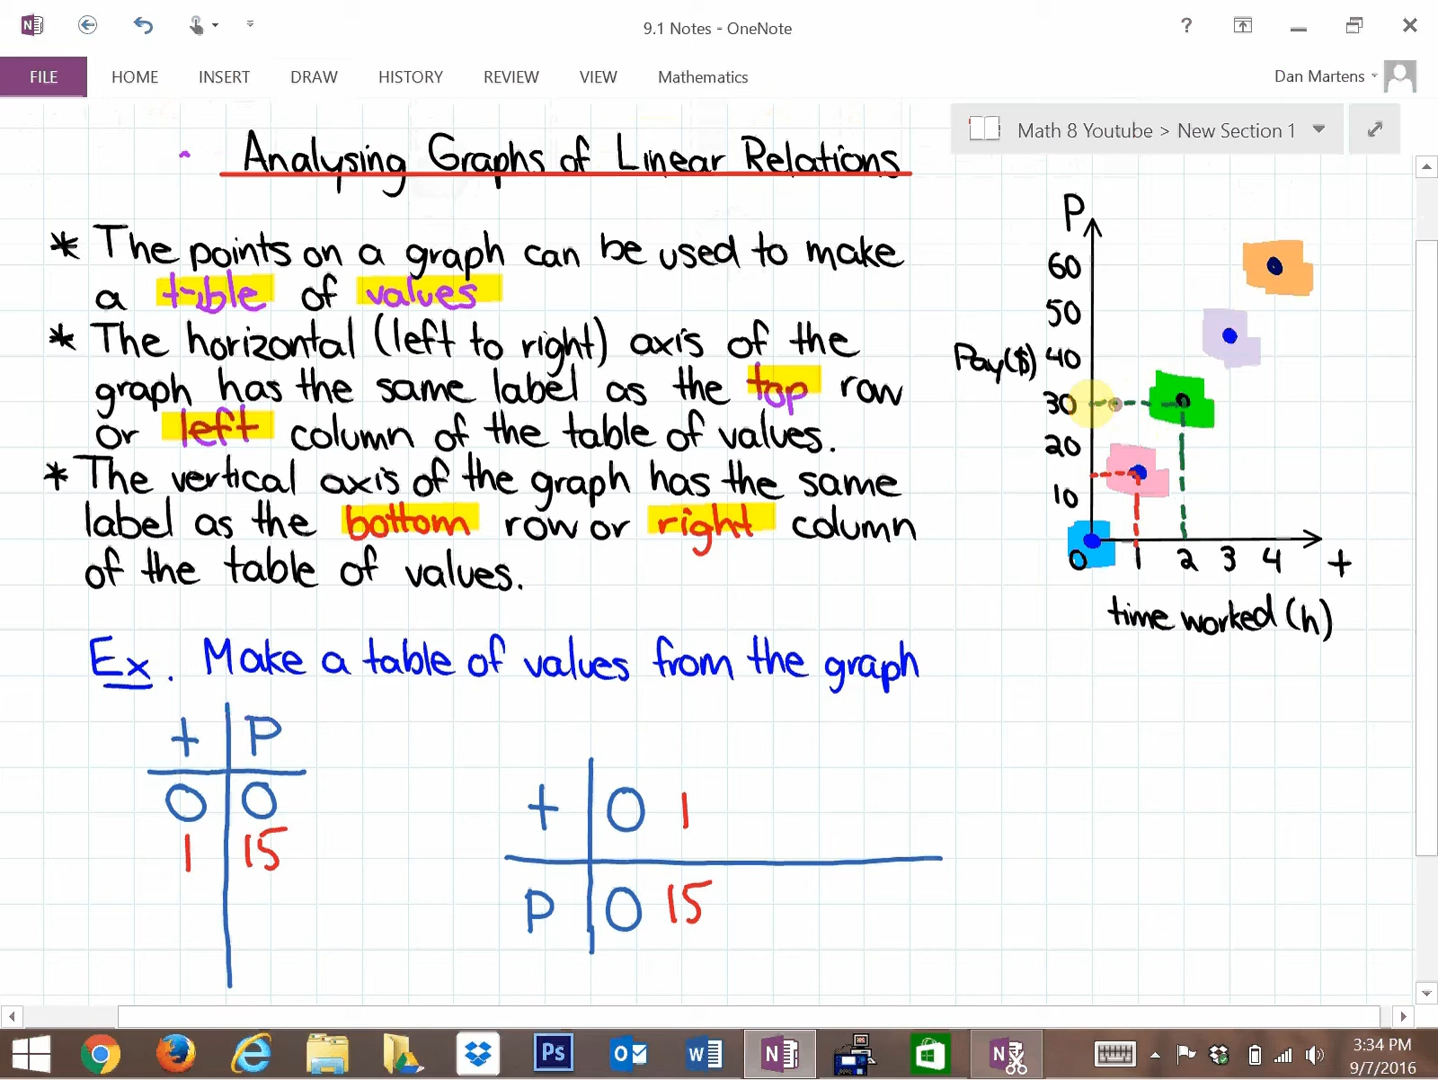 9.1 Notes - OneNote
?
FILE HOME INSERT DRAW HISTORY REVIEW VIEW Mathematics
Dan Martens
Math 8 Youtube > New Section 1
Analysing Graphs of Linear Relations
* The points on a graph can be used to make
a table of values
* The horizontal (left to right) axis of the
graph has the same label as the top row
or left column of the table of values.
* The vertical axis of the graph has the same
label as the bottom row or right column
of the table of values.
P
60
50
Pay($) 40
30
20
10
0 1 2 3 4 t
time worked (h)
Ex. Make a table of values from the graph
t P
0 0
1 15
t 0 1
P 0 15
Ps
3:34 PM
9/7/2016